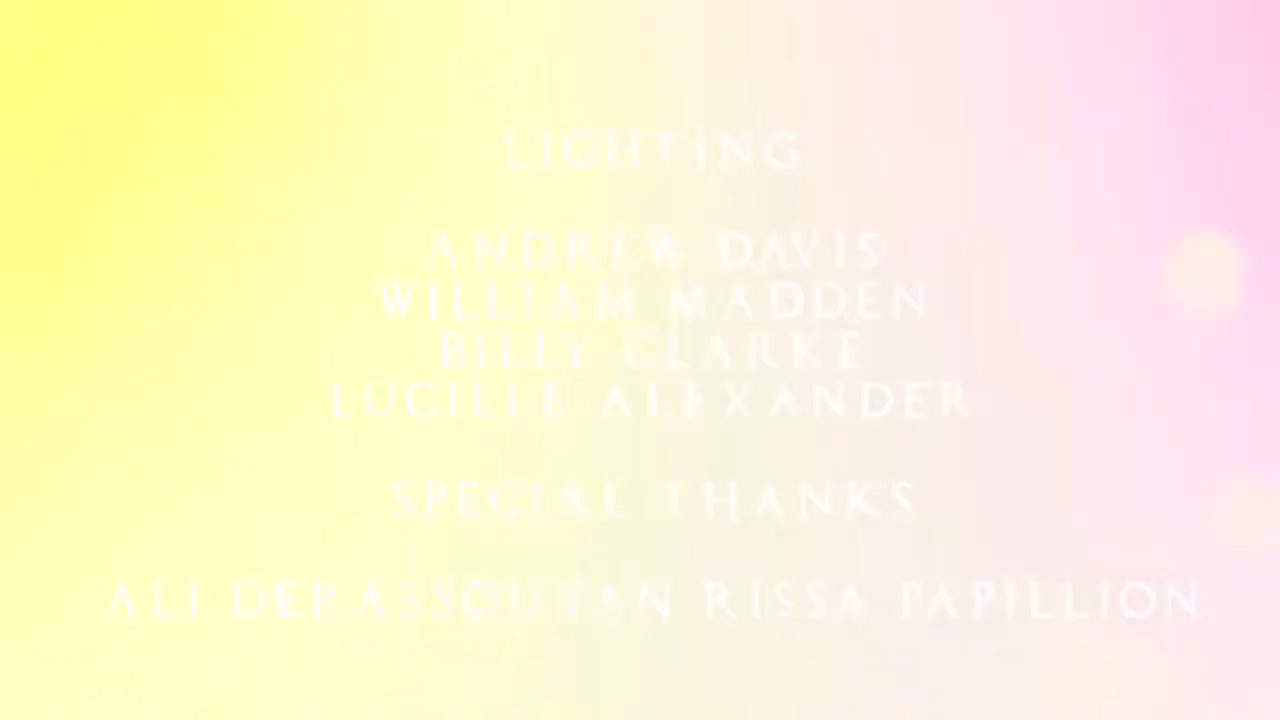 LIGHTING
ANDREW DAVIS
WILLIAM MADDEN
BILLY CLARKE
LUCILLE ALEXANDER
SPECIAL THANKS
ALI DERASSOUYAN RISSA PAPILLION